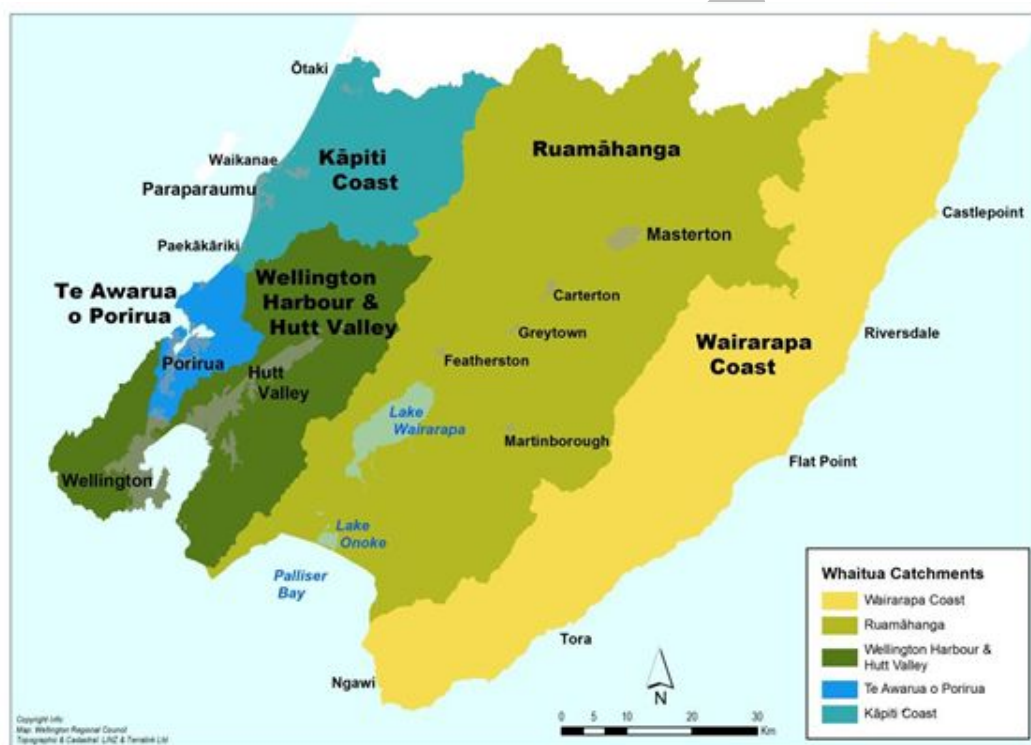 Ōtaki
Waikanae
Kāpiti
Coast
Paraparaumu
Paekākāriki
Ruamāhanga
Masterton
Castlepoint
Te Awarua
o Porirua
Wellington
Harbour &
Hutt Valley
Carterton
Greytown
Featherston
Riversdale
Wairarapa
Coast
Porirua
Hutt
Valley
Lake
Wairarapa
Martinborough
Flat Point
Wellington
Lake
Onoke
Palliser
Bay
Tora
Ngawi
N
0 5 10 20 30
Km
Whaitua Catchments
Wairarapa Coast
Ruamāhanga
Wellington Harbour &
Hutt Valley
Te Awarua o Porirua
Kāpiti Coast
Copyright Info
Map: Wellington Regional Council
Topographic & Cadastral: LINZ & Terralink Ltd